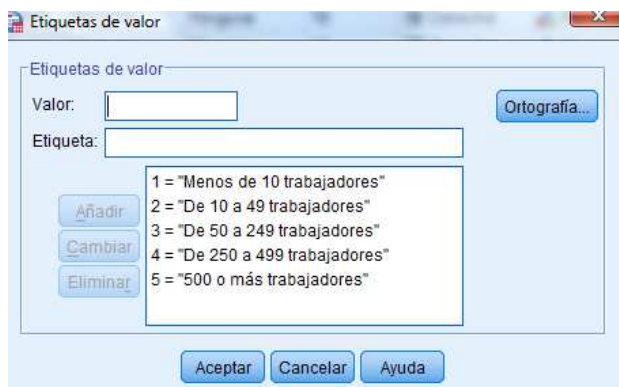 Etiquetas de valor
Etiquetas de valor
Valor:
Ortografía...
Etiqueta:
1 = "Menos de 10 trabajadores"
2 = "De 10 a 49 trabajadores"
3 = "De 50 a 249 trabajadores"
4 = "De 250 a 499 trabajadores"
5 = "500 o más trabajadores"
Añadir
Cambiar
Eliminar
Aceptar Cancelar Ayuda